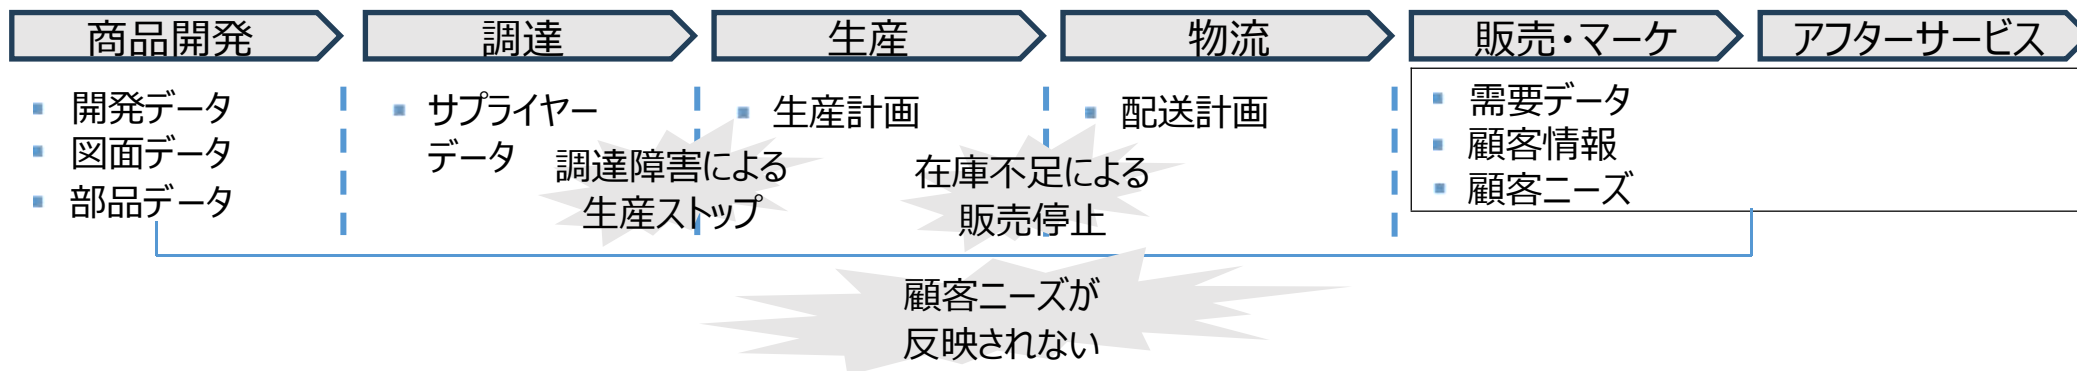 商品開発
調達
生産
物流
販売・マーケ
アフターサービス
開発データ
図面データ
部品データ
サプライヤー
データ
生産計画
配送計画
需要データ
顧客情報
顧客ニーズ
調達障害による
生産ストップ
在庫不足による
販売停止
顧客ニーズが
反映されない